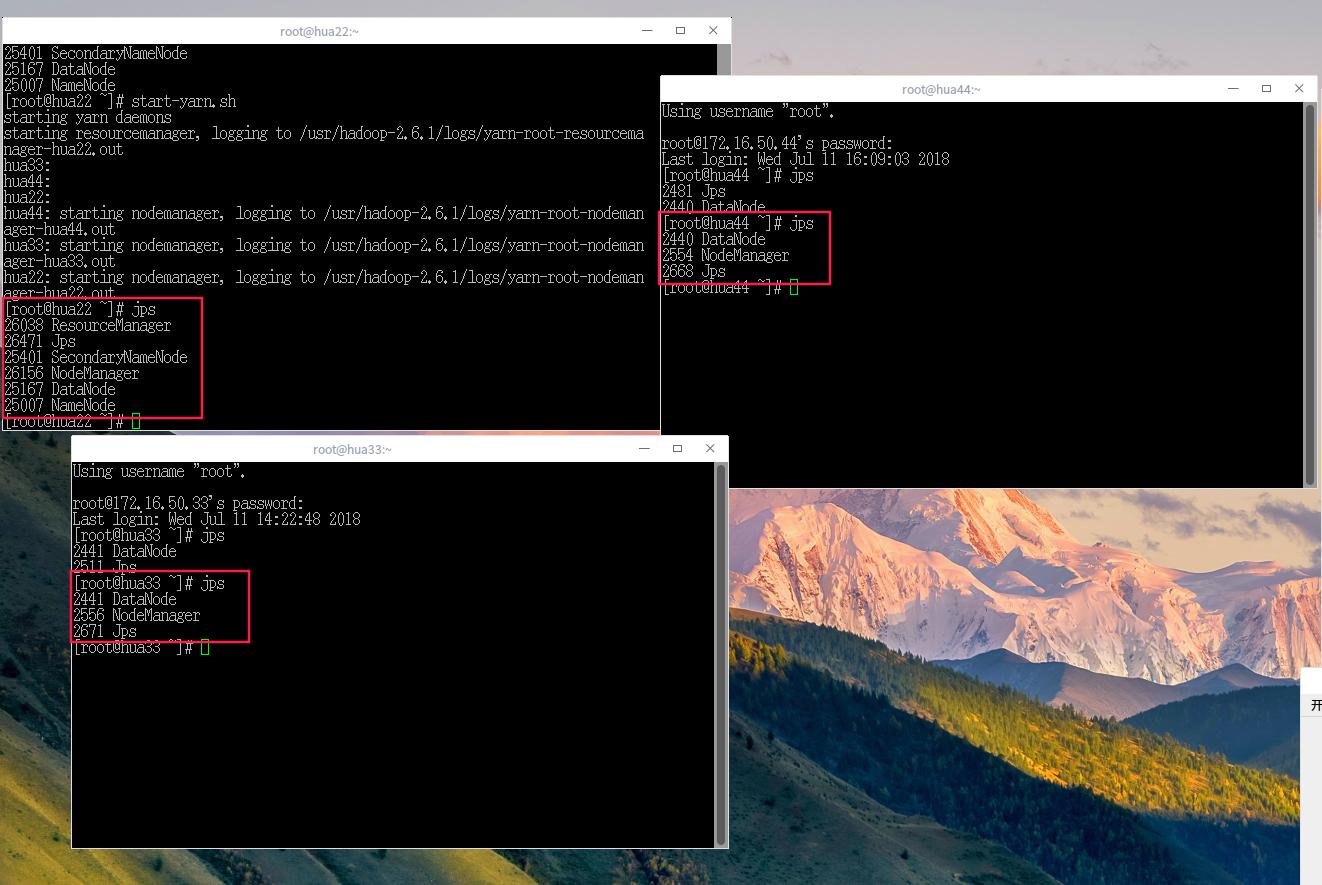 root@hua22:~
25401 SecondaryNameNode
25167 DataNode
25007 NameNode
[root@hua22 ~]# start-yarn.sh
starting yarn daemons
starting resourcemanager, logging to /usr/hadoop-2.6.1/logs/yarn-root-resourcema
nager-hua22.out
hua33:
hua44:
hua22:
hua44: starting nodemanager, logging to /usr/hadoop-2.6.1/logs/yarn-root-nodeman
ager-hua44.out
hua33: starting nodemanager, logging to /usr/hadoop-2.6.1/logs/yarn-root-nodeman
ager-hua33.out
hua22: starting nodemanager, logging to /usr/hadoop-2.6.1/logs/yarn-root-nodeman
ager-hua22.out
[root@hua22 ~]# jps
26038 ResourceManager
26471 Jps
25401 SecondaryNameNode
26156 NodeManager
25167 DataNode
25007 NameNode
[root@hua22 ~]#
root@hua44:~
Using username "root".
root@172.16.50.44's password:
Last login: Wed Jul 11 16:09:03 2018
[root@hua44 ~]# jps
2481 Jps
2440 DataNode
[root@hua44 ~]# jps
2440 DataNode
2554 NodeManager
2668 Jps
[root@hua44 ~]#
root@hua33:~
Using username "root".
root@172.16.50.33's password:
Last login: Wed Jul 11 14:22:48 2018
[root@hua33 ~]# jps
2441 DataNode
2511 Jps
[root@hua33 ~]# jps
2441 DataNode
2556 NodeManager
2671 Jps
[root@hua33 ~]#
开